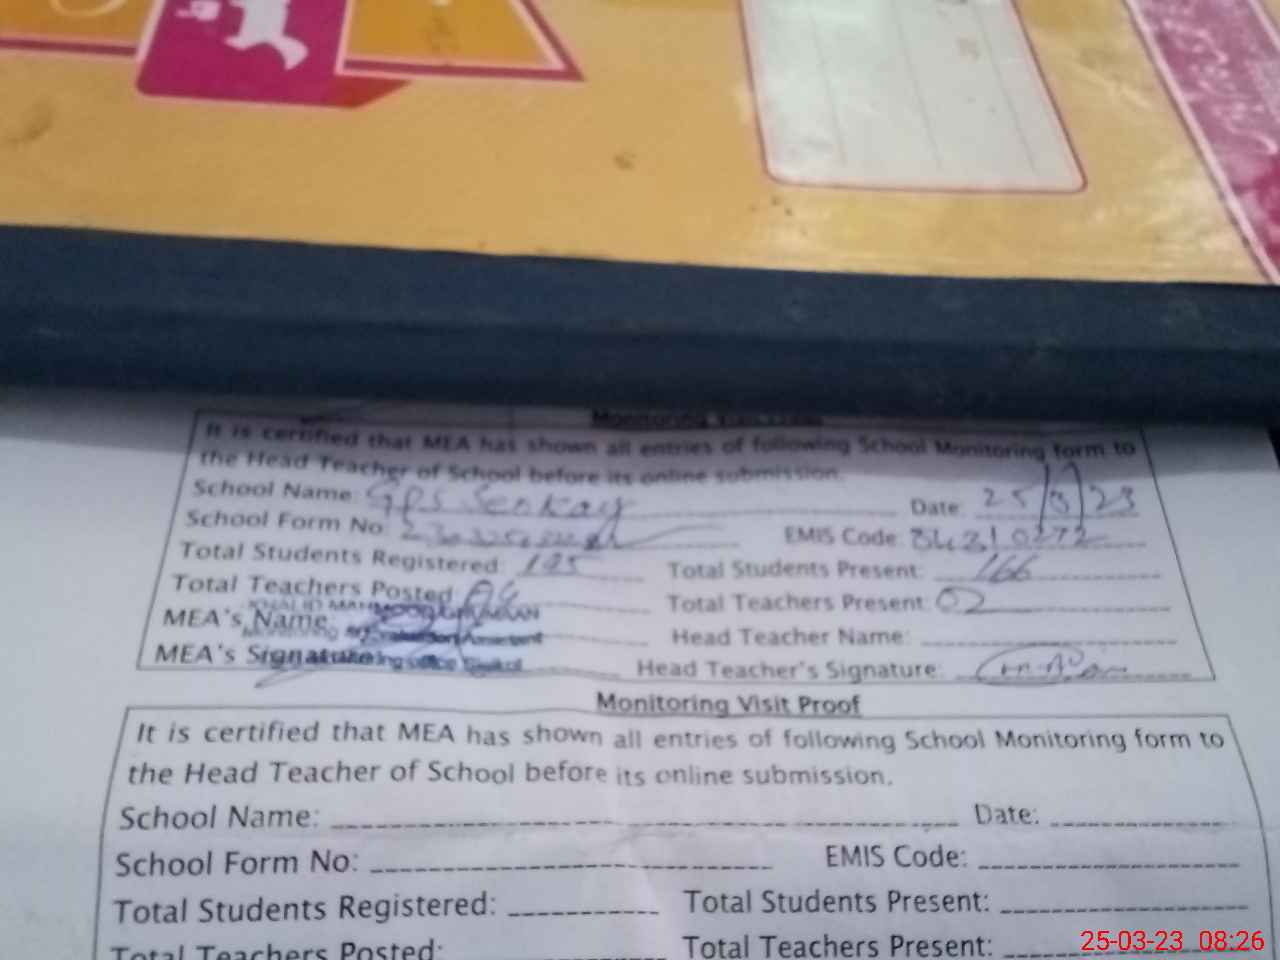 Monitoring Visit Proof
It is certified that MEA has shown all entries of following School Monitoring form to
the Head Teacher of School before its online submission.
School Name: GPS Senkay Date: 25/3/23
School Form No: EMIS Code:
Total Students Registered: 195 Total Students Present: 166
Total Teachers Posted Total Teachers Present: 02
MEA's Name: Head Teacher Name:
MEA's Signature Head Teacher's Signature:
Monitoring Visit Proof
It is certified that MEA has shown all entries of following School Monitoring form to
the Head Teacher of School before its online submission.
School Name: Date:
School Form No: EMIS Code:
Total Students Registered: Total Students Present:
Total Teachers Posted: Total Teachers Present:
25-03-23 08:26